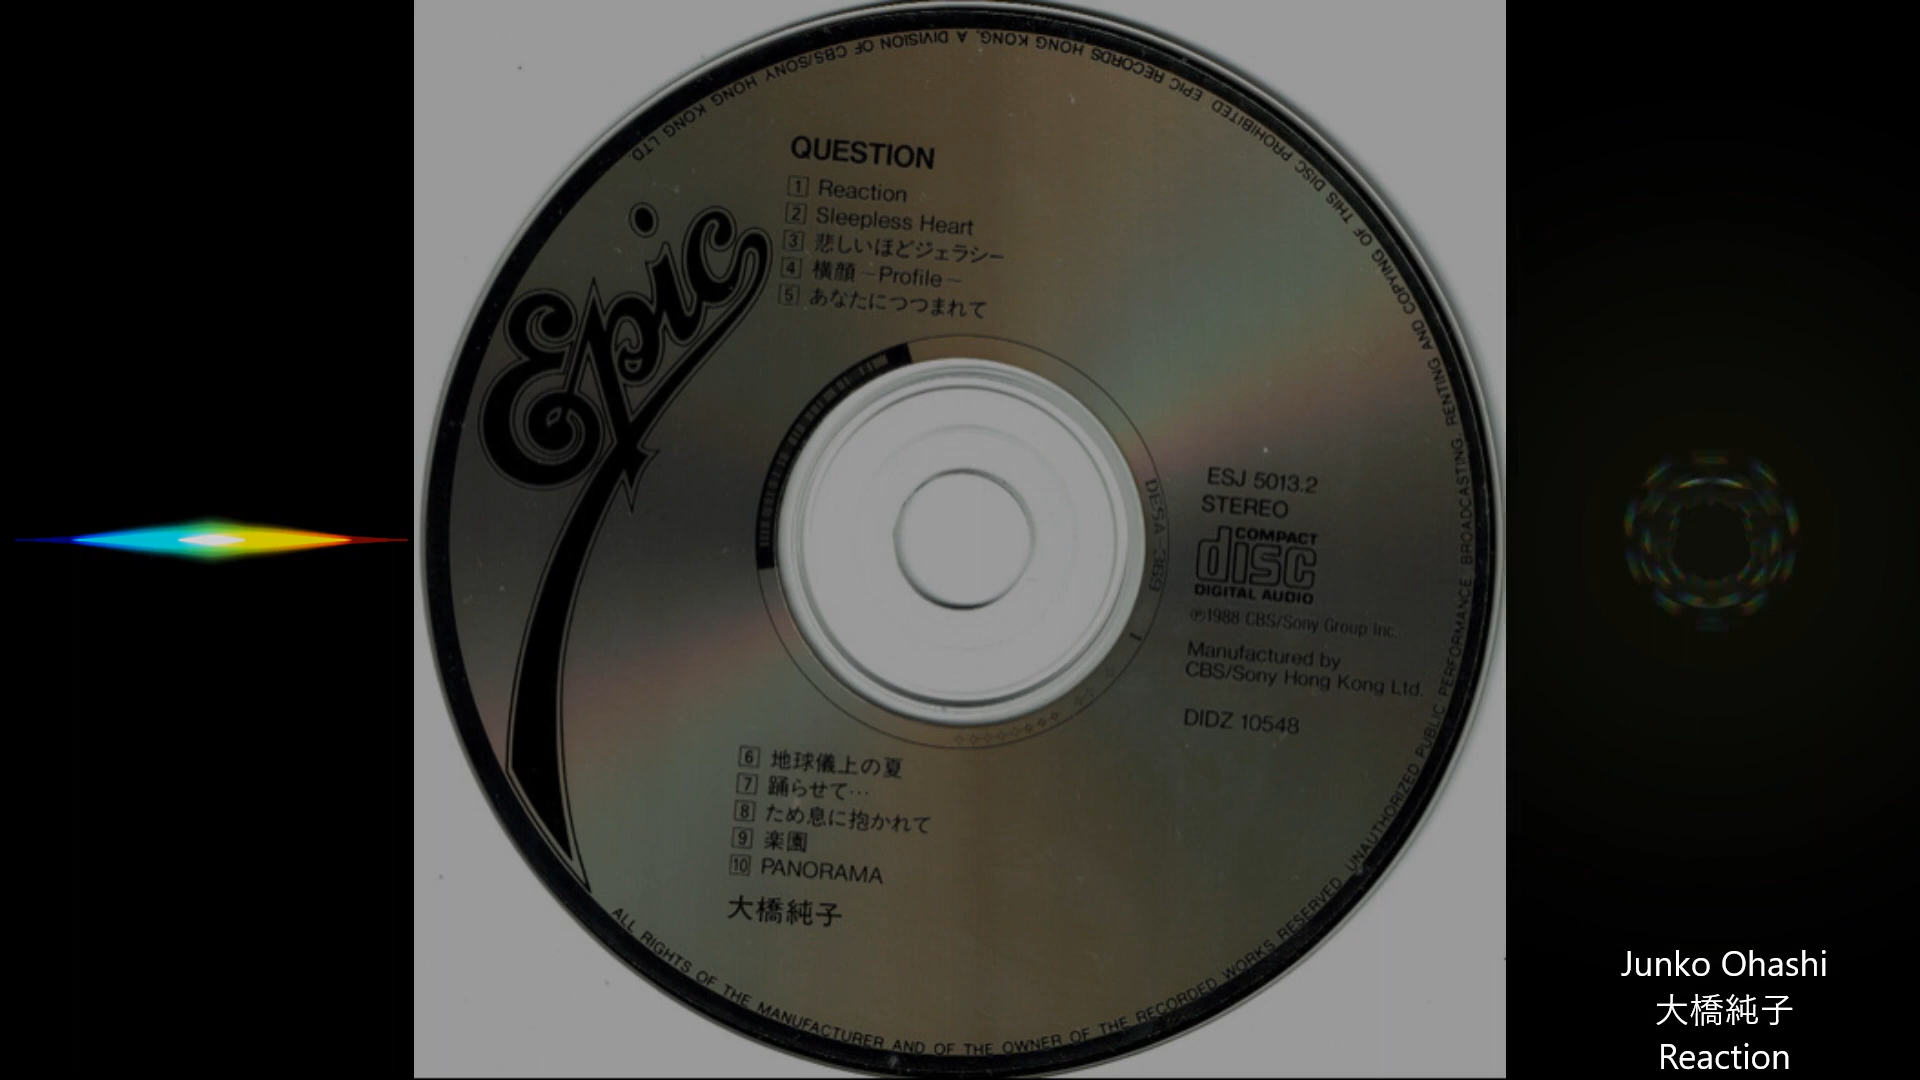 Epic
QUESTION
1 Reaction
2 Sleepless Heart
3 悲しいほどジェラシー
4 横顔 －Profile－
5 あなたにつつまれて
DESA-369
1
ESJ 5013.2
STEREO
COMPACT
disc
DIGITAL AUDIO
℗1988 CBS/Sony Group Inc.
Manufactured by
CBS/Sony Hong Kong Ltd.
DIDZ 10548
6 地球儀上の夏
7 踊らせて…
8 ため息に抱かれて
9 楽園
10 PANORAMA
大橋純子
ALL RIGHTS OF THE MANUFACTURER AND OF THE OWNER OF THE RECORDED WORKS RESERVED. UNAUTHORIZED PUBLIC PERFORMANCE BROADCASTING, RENTING AND COPYING OF THIS DISC PROHIBITED EPIC RECORDS HONG KONG, A DIVISION OF CBS/SONY HONG KONG LTD.
Junko Ohashi
大橋純子
Reaction